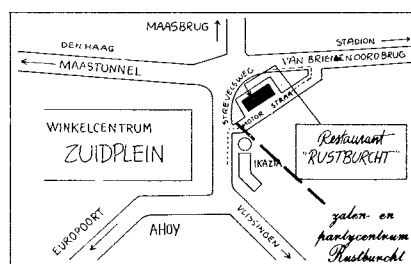 MAASBRUG
DEN HAAG
MAASTUNNEL
STADION
VAN BRIENENOORDBRUG
STREVELSWEG
MOTOR STRAAT
WINKELCENTRUM
ZUIDPLEIN
Restaurant
"RUSTBURCHT"
IKAZIA
EUROPOORT
AHOY
VLISSINGEN
zalen- en
partycentrum
Rustburcht